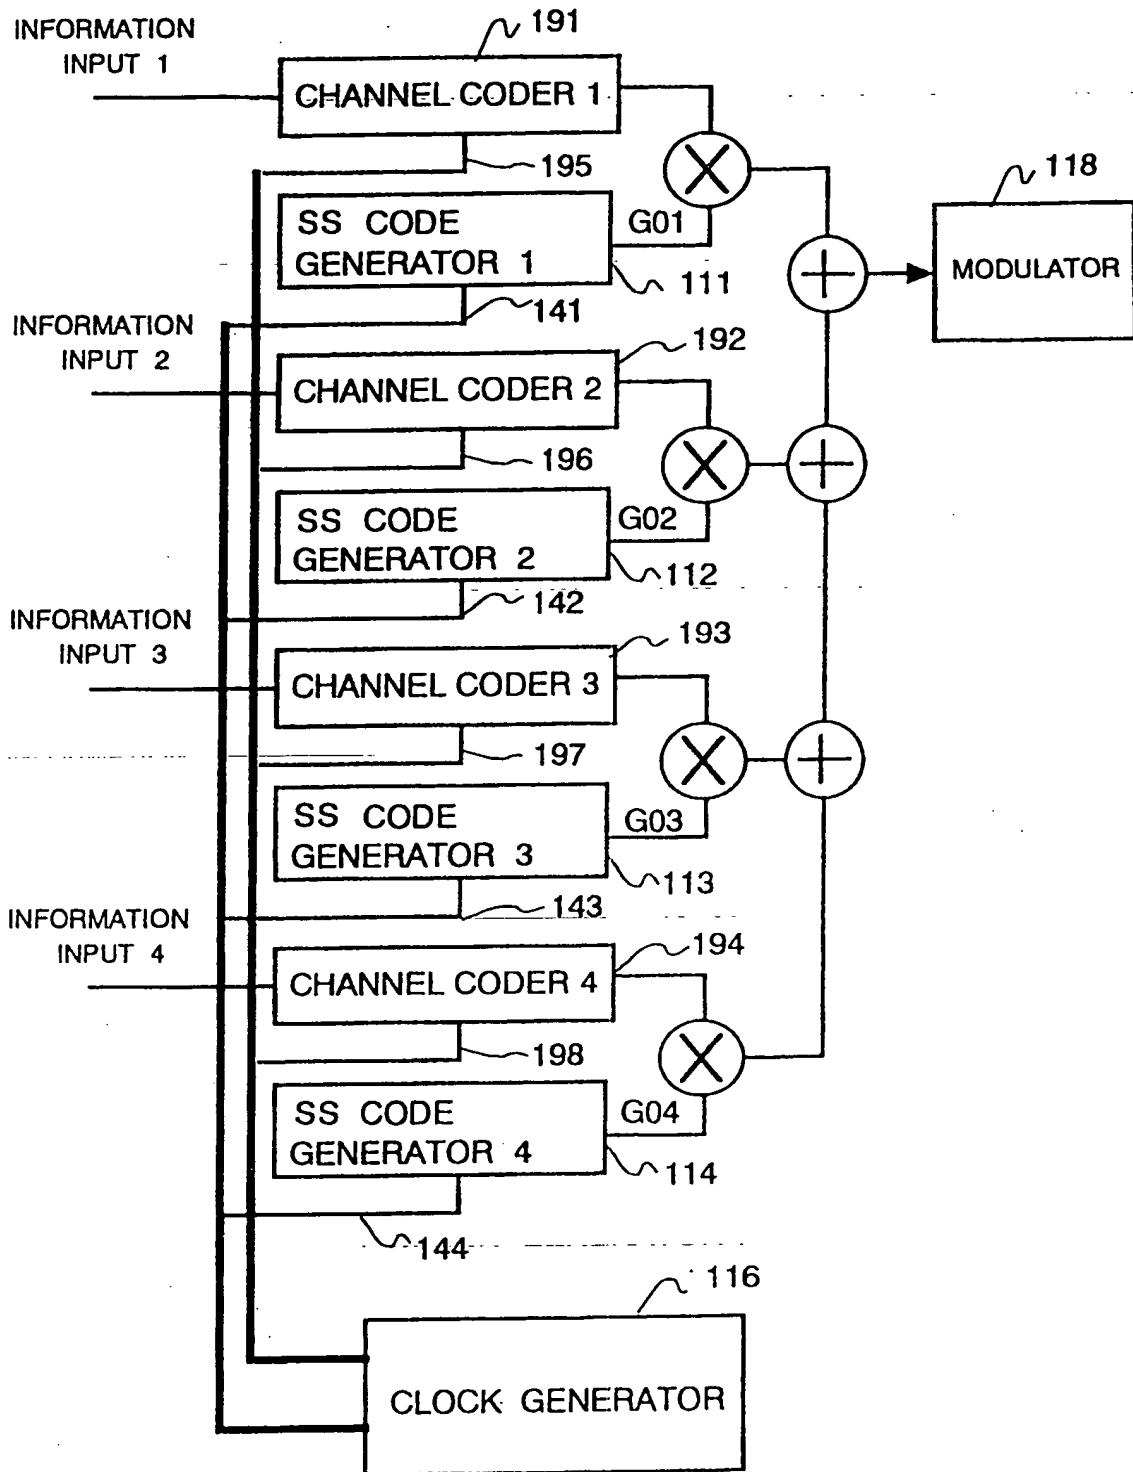 INFORMATION
INPUT 1
191
CHANNEL CODER 1
195
SS CODE
GENERATOR 1
G01
111
141
118
MODULATOR
INFORMATION
INPUT 2
192
CHANNEL CODER 2
196
SS CODE
GENERATOR 2
G02
112
142
INFORMATION
INPUT 3
193
CHANNEL CODER 3
197
SS CODE
GENERATOR 3
G03
113
143
INFORMATION
INPUT 4
194
CHANNEL CODER 4
198
SS CODE
GENERATOR 4
G04
114
144
116
CLOCK GENERATOR